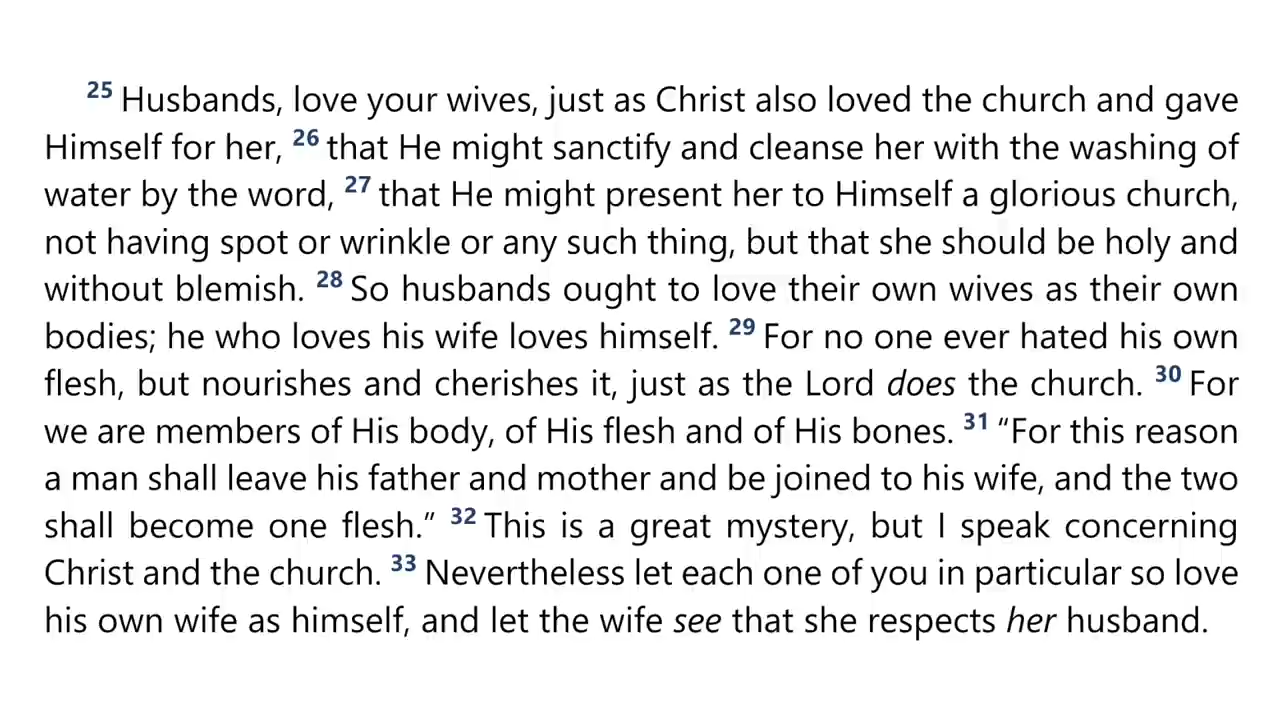 25 Husbands, love your wives, just as Christ also loved the church and gave
Himself for her, 26 that He might sanctify and cleanse her with the washing of
water by the word, 27 that He might present her to Himself a glorious church,
not having spot or wrinkle or any such thing, but that she should be holy and
without blemish. 28 So husbands ought to love their own wives as their own
bodies; he who loves his wife loves himself. 29 For no one ever hated his own
flesh, but nourishes and cherishes it, just as the Lord does the church. 30 For
we are members of His body, of His flesh and of His bones. 31 “For this reason
a man shall leave his father and mother and be joined to his wife, and the two
shall become one flesh.” 32 This is a great mystery, but I speak concerning
Christ and the church. 33 Nevertheless let each one of you in particular so love
his own wife as himself, and let the wife see that she respects her husband.